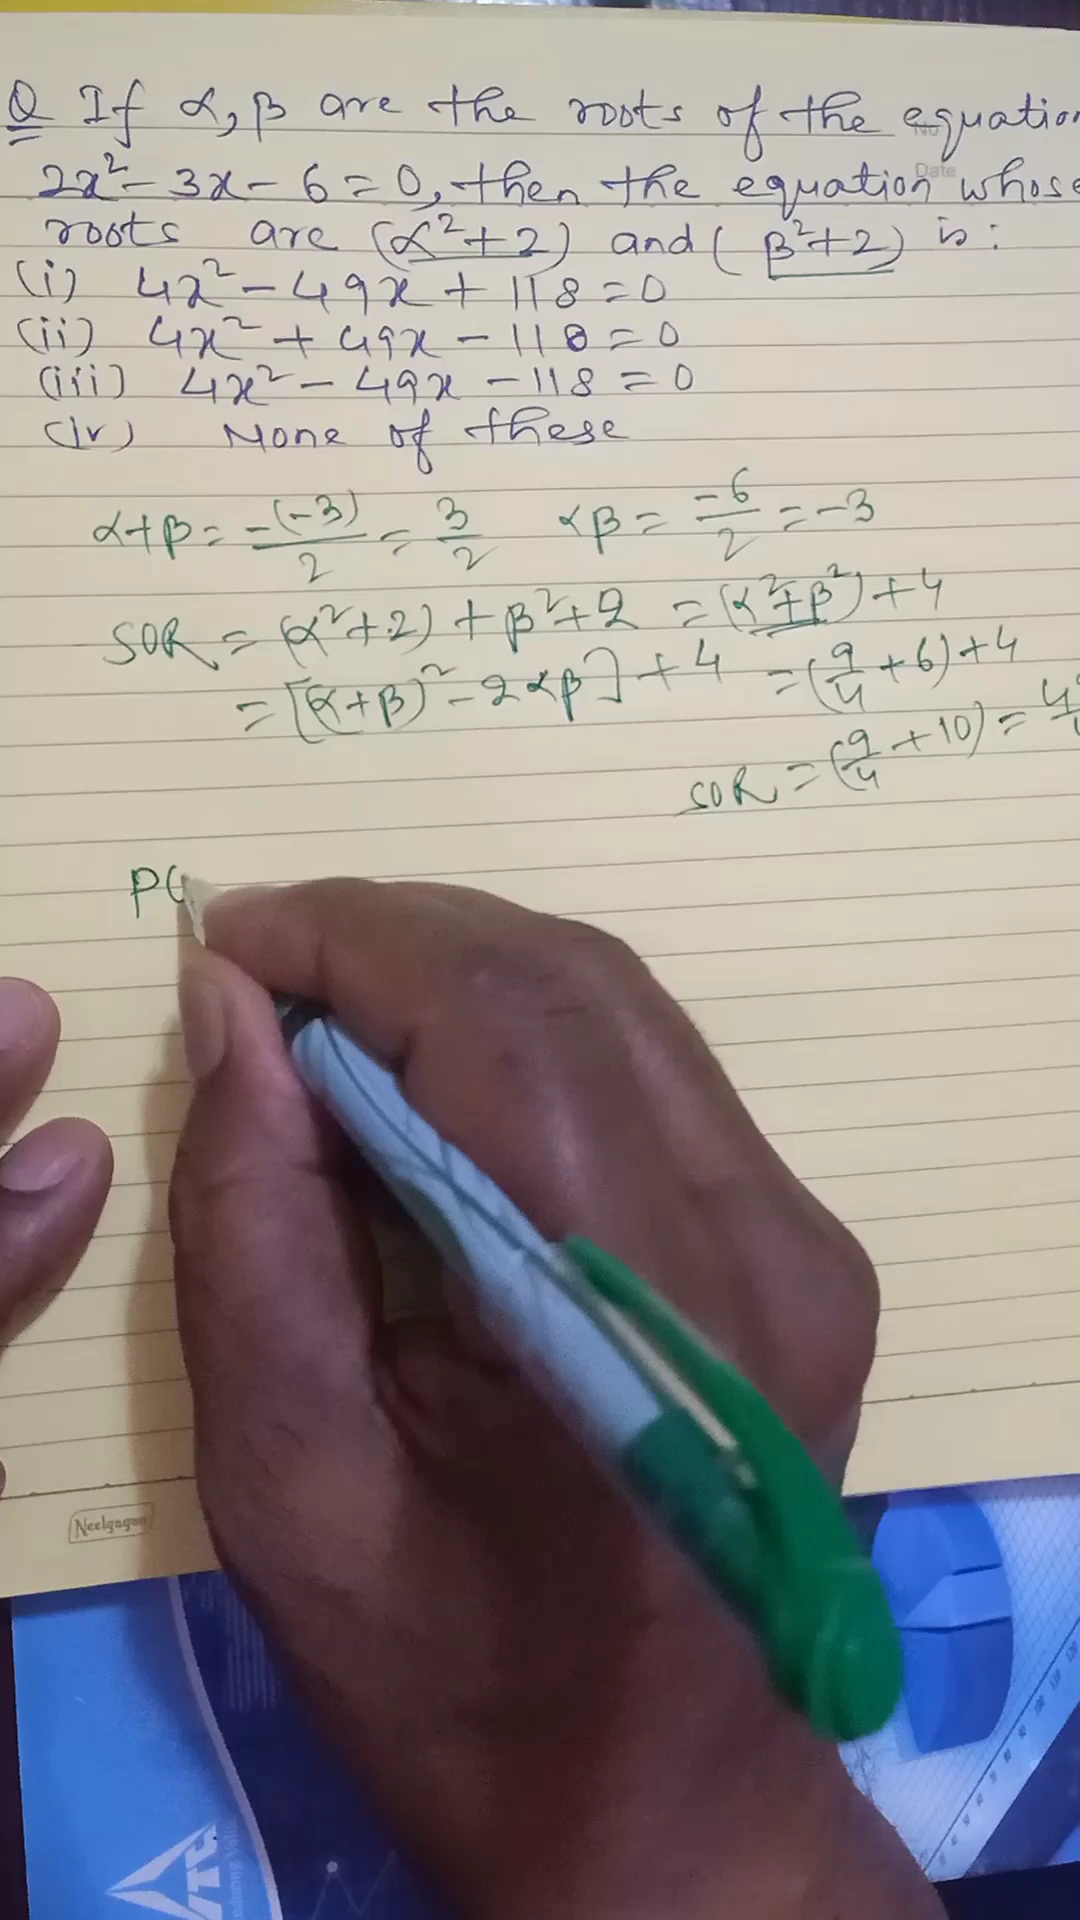 Q If α, β are the roots of the equation
2x² - 3x - 6 = 0, then the equation whose
roots are (α² + 2) and (β² + 2) is :
(i) 4x² - 49x + 118 = 0
(ii) 4x² + 49x - 118 = 0
(iii) 4x² - 49x - 118 = 0
(iv) None of these
α+β = -(-3)/2 = 3/2 αβ = -6/2 = -3
SOR = (α²+2) + β²+2 = (α²+β²) + 4
= [(α+β)² - 2αβ] + 4 = (9/4 + 6) + 4
SOR = (9/4 + 10) =
Date
Neelgagan